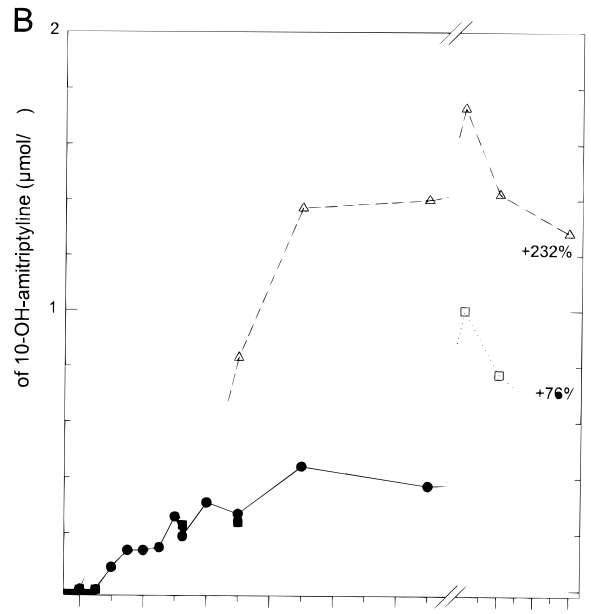 B
2
of 10-OH-amitriptyline (μmol/ )
+232%
1
+76%